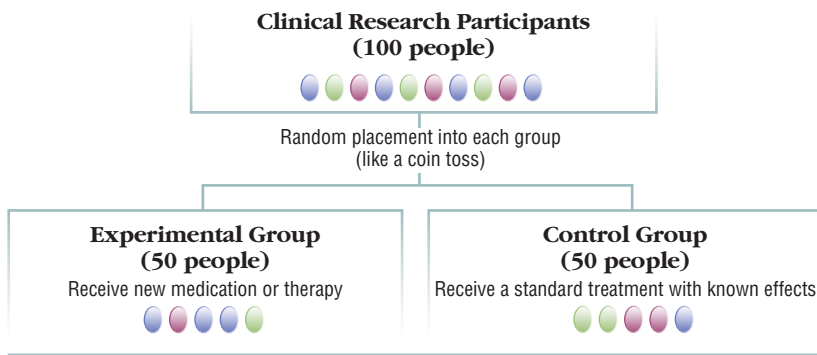 Clinical Research Participants
(100 people)
Random placement into each group
(like a coin toss)
Experimental Group
(50 people)
Receive new medication or therapy
Control Group
(50 people)
Receive a standard treatment with known effects